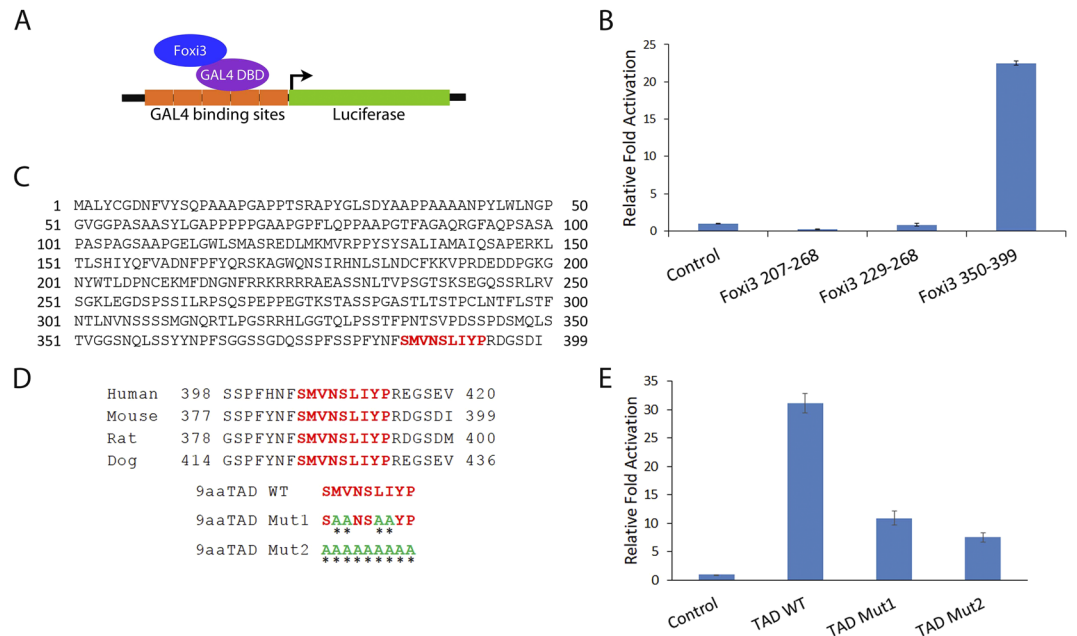 A
Foxi3
GAL4 DBD
GAL4 binding sites
Luciferase
B
Relative Fold Activation
25
20
15
10
5
0
Control
Foxi3 207-268
Foxi3 229-268
Foxi3 350-399
C
1 MALYCGDNFVYSQPAAAPGAPPTSRAPYGLSDYAAPPAAAANPYLWLNGP 50
51 GVGGPASAASYLGAPPPPPGAAPGPFLQPPAAPGTFAGAQRGFAQPSASA 100
101 PASPAGSAAPGELGWLSMASREDLMKMVRPPYSYSALIAMAIQSAPERKL 150
151 TLSHIYQFVADNFPFYQRSKAGWQNSIRHNLSLNDCFKKVPRDEDDPGKG 200
201 NYWTLDPNCEKMFDNGNFRRKRRRRAEASSNLTVPSGTSKSEGQSSRLRV 250
251 SGKLEGDSPSSILRPSQSPEPPEGTKSTASSPGASTLTSTPCLNTFLSTF 300
301 NTLNVNSSSSMGNQRTLPGSRRHLGGTQLPSSTFPNTSVPDSSPDSMQLS 350
351 TVGGSNQLSSYYNPFSGGSSGDQSSPFSSPFYNFSMVNSLIYPRDGSDI 399
D
Human 398 SSPFHNFSMVNSLIYPREGSEV 420
Mouse 377 SSPFYNFSMVNSLIYPRDGSDI 399
Rat 378 GSPFYNFSMVNSLIYPRDGSDM 400
Dog 414 GSPFYNFSMVNSLIYPREGSEV 436
9aaTAD WT SMVNSLIYP
9aaTAD Mut1 SAANSAAYP
** **
9aaTAD Mut2 AAAAAAAAA
*********
E
Relative Fold Activation
35
30
25
20
15
10
5
0
Control
TAD WT
TAD Mut1
TAD Mut2